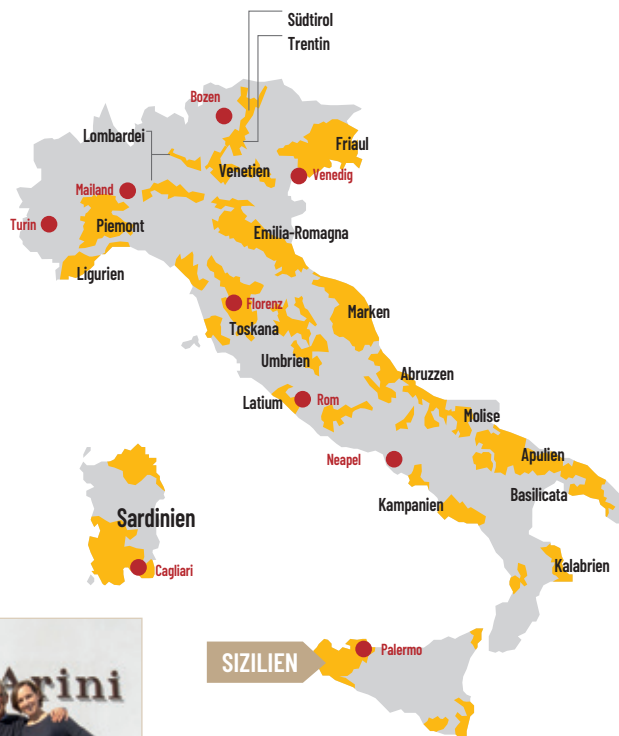 Südtirol
Trentin
Bozen
Lombardei
Friaul
Venetien
Venedig
Mailand
Turin
Piemont
Emilia-Romagna
Ligurien
Florenz
Marken
Toskana
Umbrien
Abruzzen
Latium
Rom
Molise
Neapel
Apulien
Basilicata
Kampanien
Sardinien
Kalabrien
Cagliari
Palermo
SIZILIEN
Arini